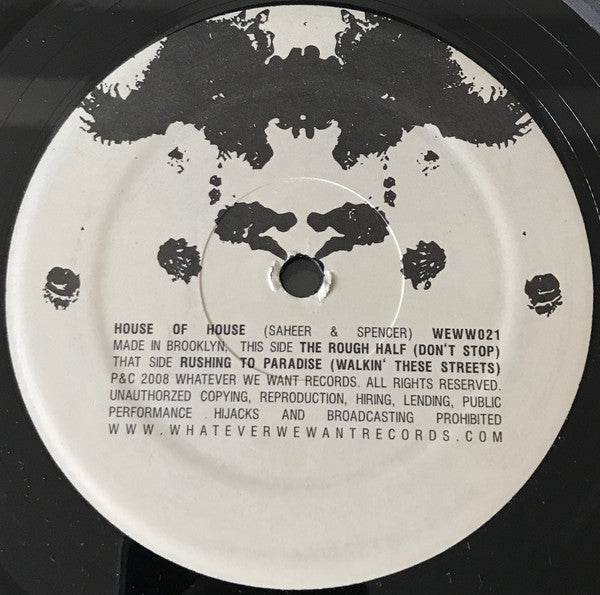 HOUSE OF HOUSE (SAHEER & SPENCER) WEWW021
MADE IN BROOKLYN, THIS SIDE THE ROUGH HALF (DON'T STOP)
THAT SIDE RUSHING TO PARADISE (WALKIN' THESE STREETS)
P&C 2008 WHATEVER WE WANT RECORDS. ALL RIGHTS RESERVED.
UNAUTHORZED COPYING, REPRODUCTION, HIRING, LENDING, PUBLIC
PERFORMANCE HIJACKS AND BROADCASTING PROHIBITED
WWW.WHATEVERWEWANTRECORDS.COM